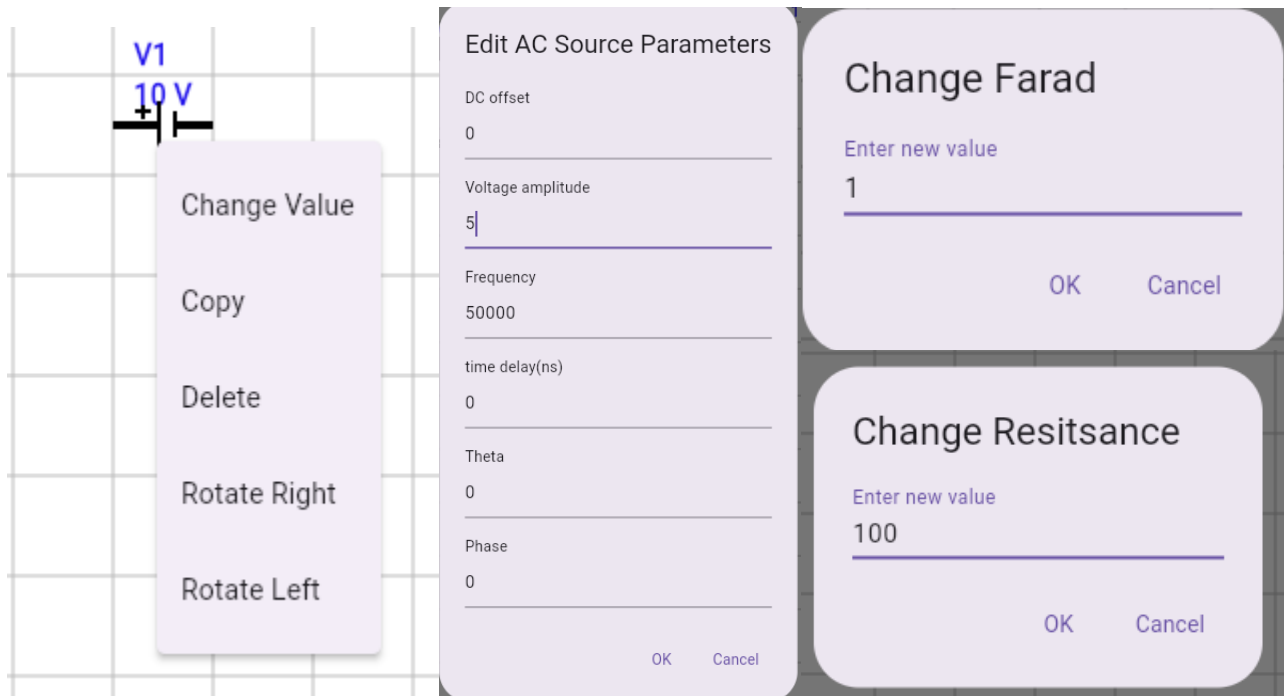 V1
10 V
+
Change Value
Copy
Delete
Rotate Right
Rotate Left
Edit AC Source Parameters
DC offset
0
Voltage amplitude
5
Frequency
50000
time delay(ns)
0
Theta
0
Phase
0
OK Cancel
Change Farad
Enter new value
1
OK Cancel
Change Resitsance
Enter new value
100
OK Cancel